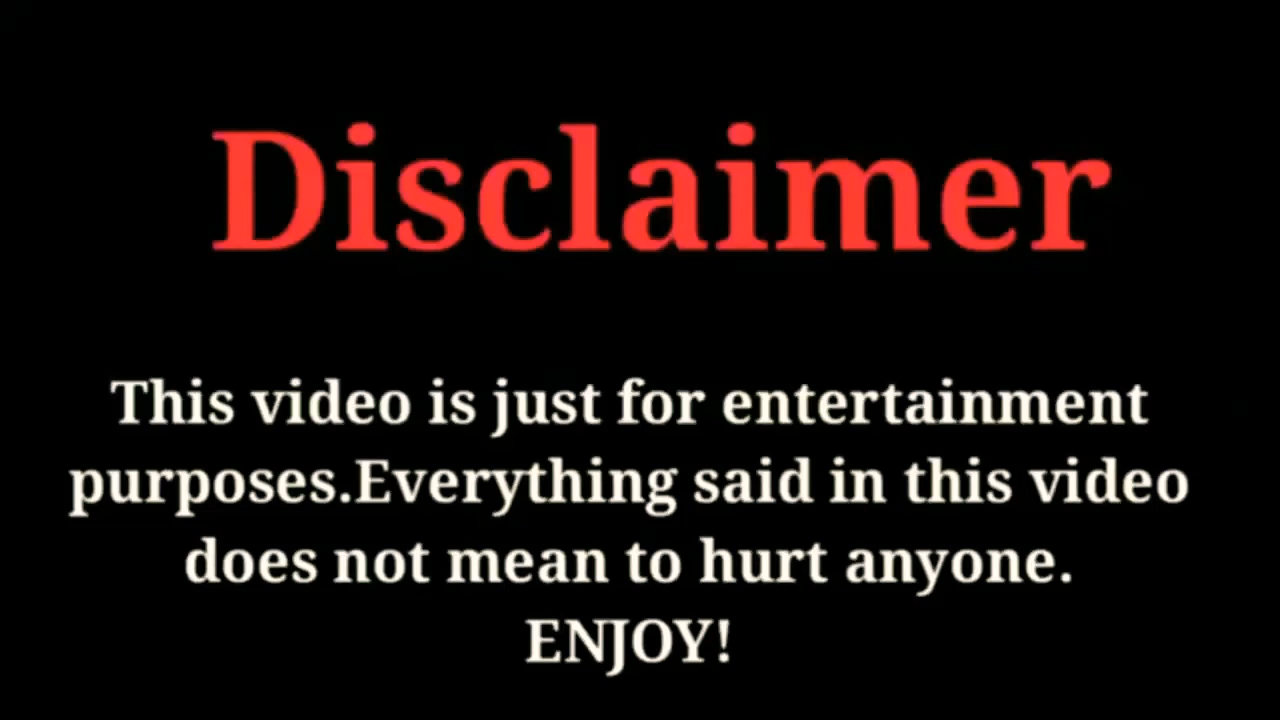 Disclaimer
This video is just for entertainment
purposes.Everything said in this video
does not mean to hurt anyone.
ENJOY!